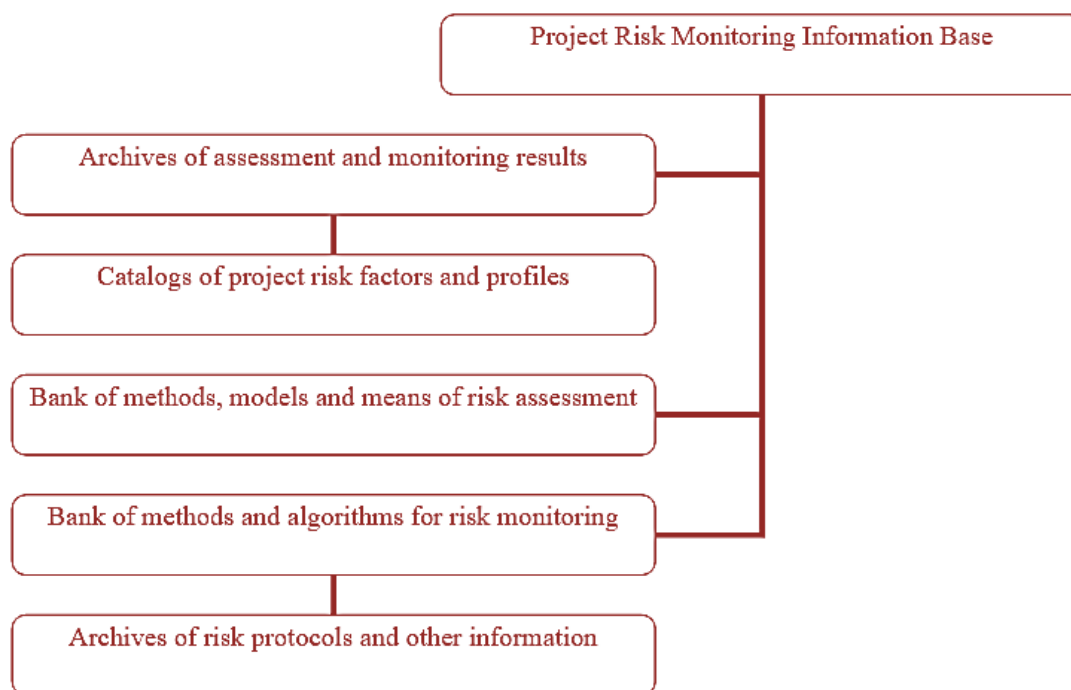 Project Risk Monitoring Information Base
Archives of assessment and monitoring results
Catalogs of project risk factors and profiles
Bank of methods, models and means of risk assessment
Bank of methods and algorithms for risk monitoring
Archives of risk protocols and other information